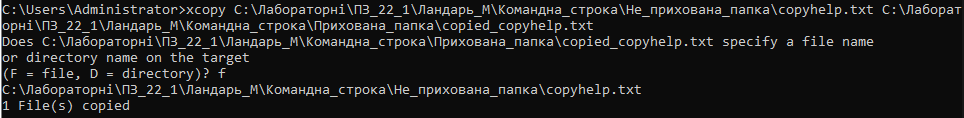 C:\Users\Administrator>xcopy C:\Лабораторні\ПЗ_22_1\Ландарь_М\Командна_строка\Не_прихована_папка\copyhelp.txt C:\Лаборат
орні\ПЗ_22_1\Ландарь_М\Командна_строка\Прихована_папка\copied_copyhelp.txt
Does C:\Лабораторні\ПЗ_22_1\Ландарь_М\Командна_строка\Прихована_папка\copied_copyhelp.txt specify a file name
or directory name on the target
(F = file, D = directory)? f
C:\Лабораторні\ПЗ_22_1\Ландарь_М\Командна_строка\Не_прихована_папка\copyhelp.txt
1 File(s) copied